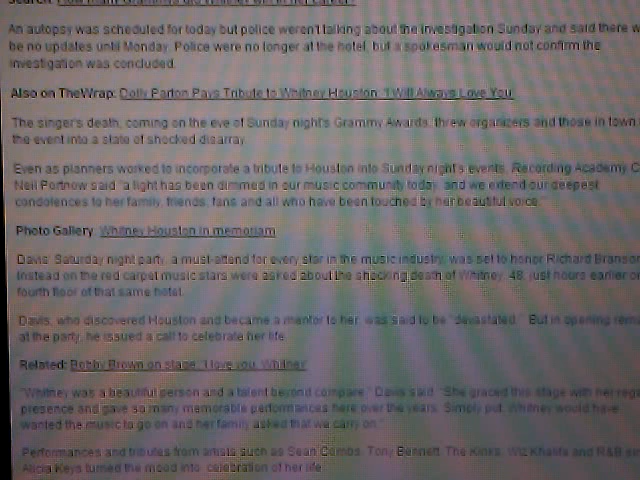 Search: How many Grammys did Whitney win in her career?
An autopsy was scheduled for today but police weren't talking about the investigation Sunday and said there w
be no updates until Monday. Police were no longer at the hotel, but a spokesman would not confirm the
investigation was concluded.
Also on TheWrap: Dolly Parton Pays Tribute to Whitney Houston: 'I Will Always Love You'
The singer's death, coming on the eve of Sunday night's Grammy Awards, threw organizers and those in town
the event into a state of shocked disarray.
Even as planners worked to incorporate a tribute to Houston into Sunday night's events, Recording Academy C
Neil Portnow said "a light has been dimmed in our music community today, and we extend our deepest
condolences to her family, friends, fans and all who have been touched by her beautiful voice."
Photo Gallery: Whitney Houston in memoriam
Davis' Saturday night party, a must-attend for every star in the music industry, was set to honor Richard Branson
Instead on the red carpet music stars were asked about the shocking death of Whitney, 48, just hours earlier o
fourth floor of that same hotel.
Davis, who discovered Houston and became a mentor to her, was said to be "devastated." But in opening rema
at the party, he issued a call to celebrate her life.
Related: Bobby Brown on stage: 'I love you, Whitney'
"Whitney was a beautiful person and a talent beyond compare," Davis said. "She graced this stage with her rega
presence and gave so many memorable performances here over the years. Simply put, Whitney would have
wanted the music to go on and her family asked that we carry on."
Performances and tributes from artists such as Sean Combs, Tony Bennett, The Kinks, Wiz Khalifa and R&B
Alicia Keys turned the mood into celebration of her life.